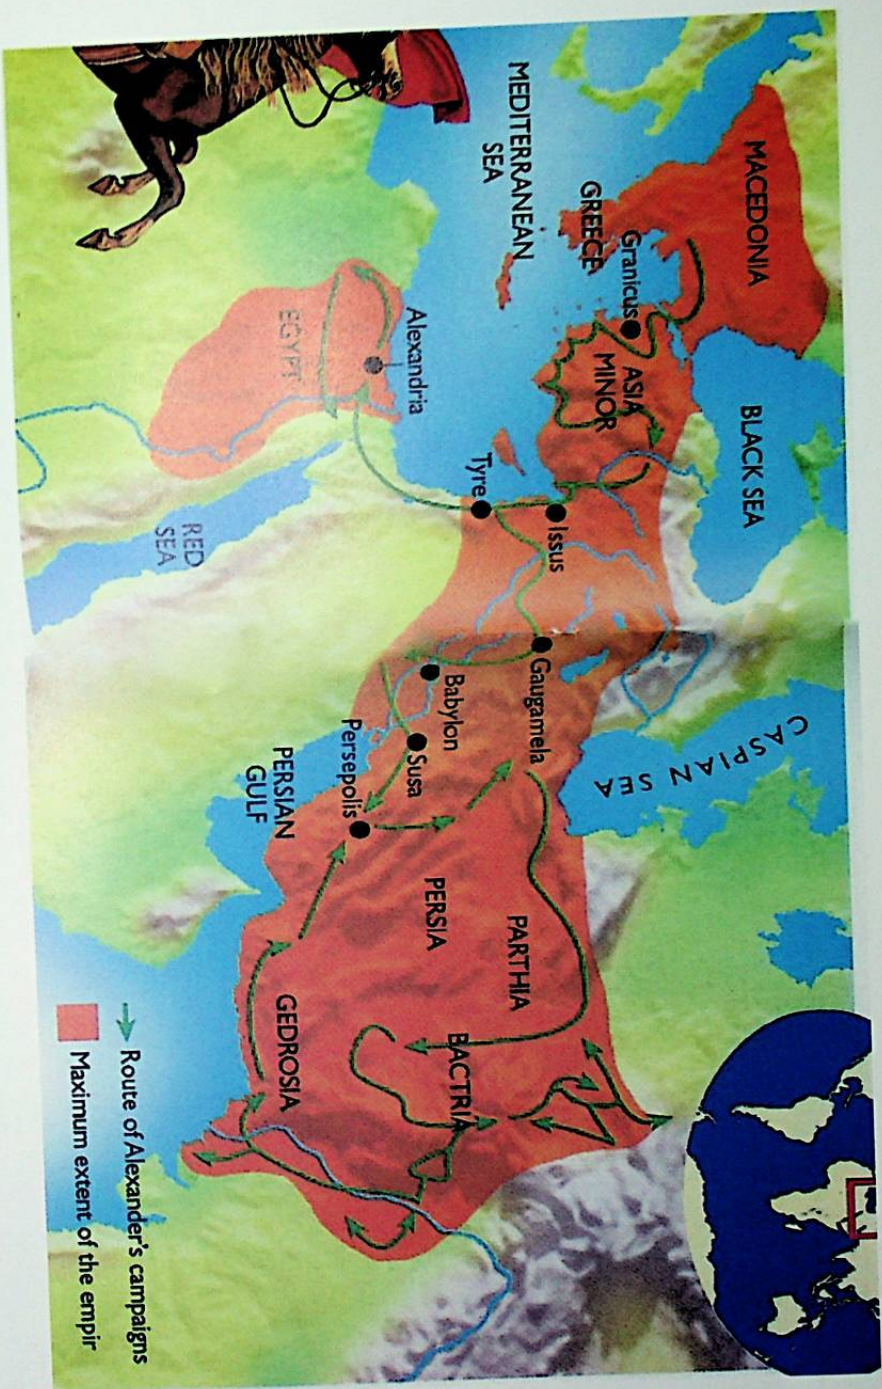 MACEDONIA
BLACK SEA
CASPIAN SEA
GREECE
Granicus
ASIA
MINOR
MEDITERRANEAN
SEA
Issus
Tyre
Gaugamela
Alexandria
EGYPT
RED
SEA
Babylon
Susa
Persepolis
PERSIAN
GULF
PARTHIA
PERSIA
BACTRIA
GEDROSIA
Route of Alexander's campaigns
Maximum extent of the empir